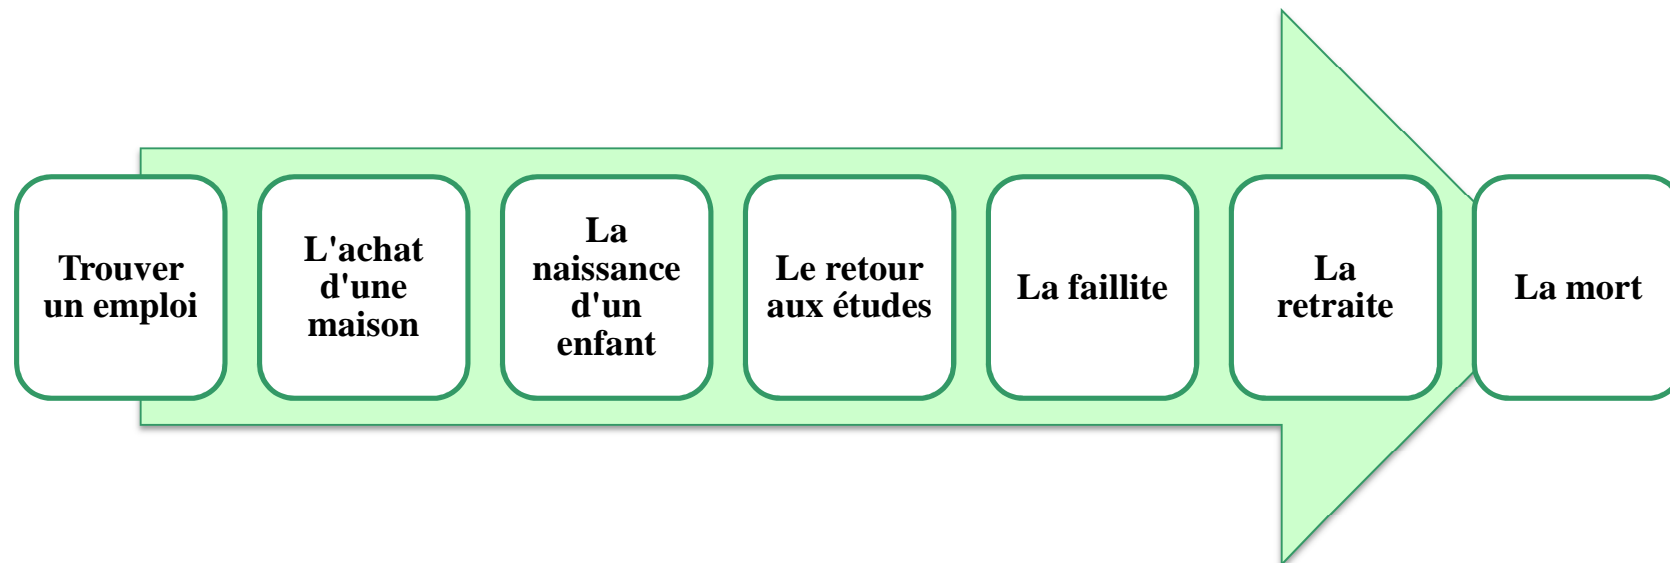 Trouver
un emploi
L'achat
d'une
maison
La
naissance
d'un
enfant
Le retour
aux études
La faillite
La
retraite
La mort